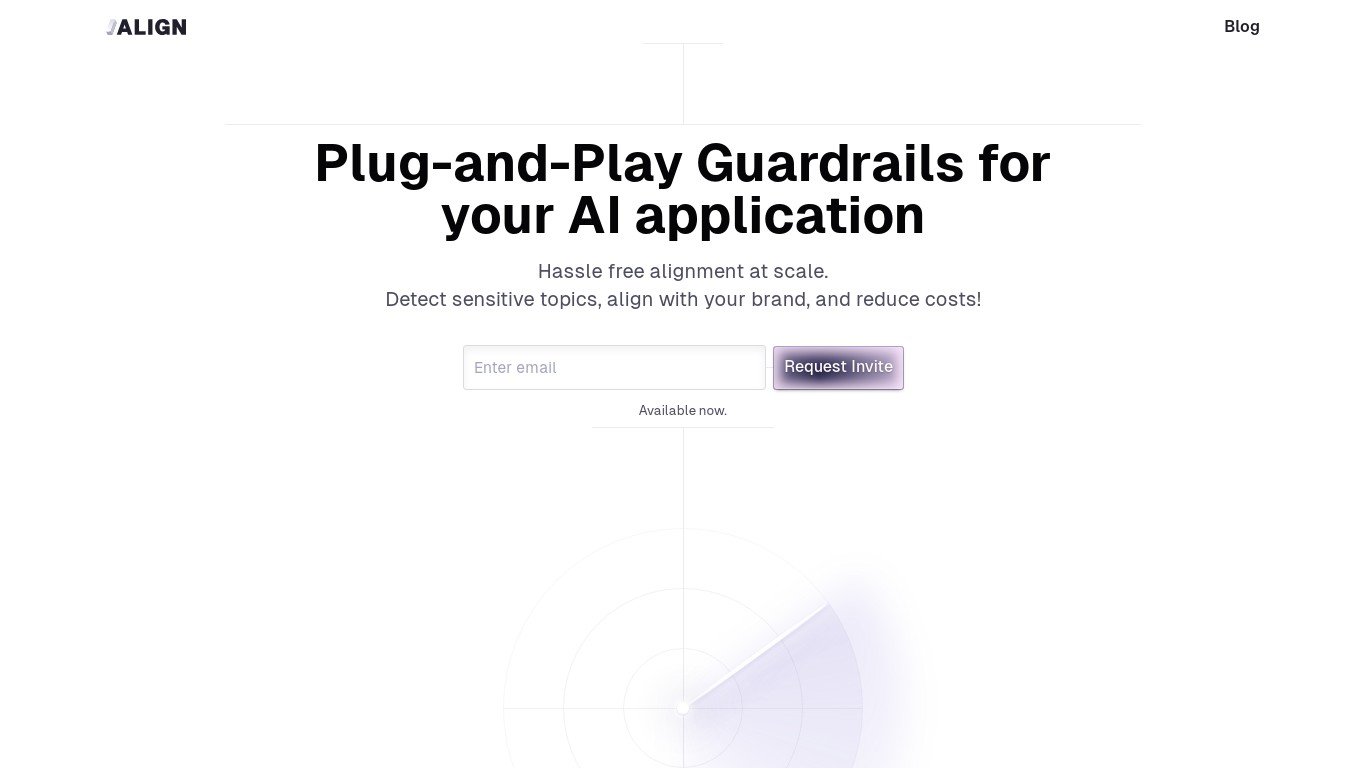 ALIGN
Blog
Plug-and-Play Guardrails for
your AI application
Hassle free alignment at scale.
Detect sensitive topics, align with your brand, and reduce costs!
Enter email
Request Invite
Available now.